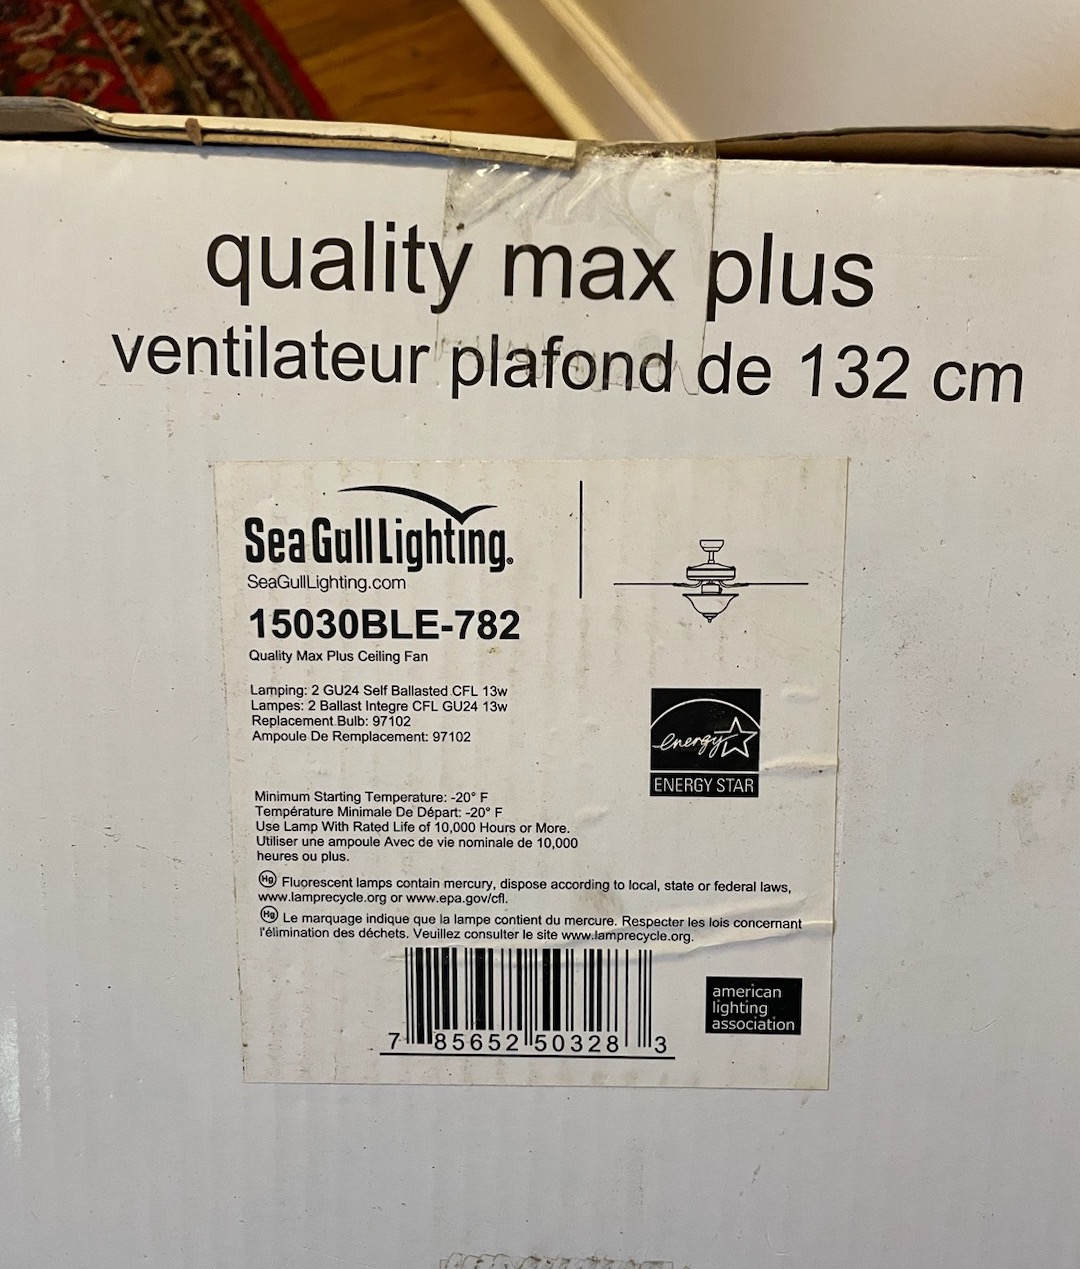 quality max plus
ventilateur plafond de 132 cm
Sea Gull Lighting®
SeaGullLighting.com
15030BLE-782
Quality Max Plus Ceiling Fan
Lamping: 2 GU24 Self Ballasted CFL 13w
Lampes: 2 Ballast Integre CFL GU24 13w
Replacement Bulb: 97102
Ampoule De Remplacement: 97102
energy
ENERGY STAR
Minimum Starting Temperature: -20° F
Température Minimale De Départ: -20° F
Use Lamp With Rated Life of 10,000 Hours or More.
Utiliser une ampoule Avec de vie nominale de 10,000
heures ou plus.
Hg Fluorescent lamps contain mercury, dispose according to local, state or federal laws,
www.lamprecycle.org or www.epa.gov/cfl.
Hg Le marquage indique que la lampe contient du mercure. Respecter les lois concernant
l'élimination des déchets. Veuillez consulter le site www.lamprecycle.org.
7 85652 50328 3
american
lighting
association